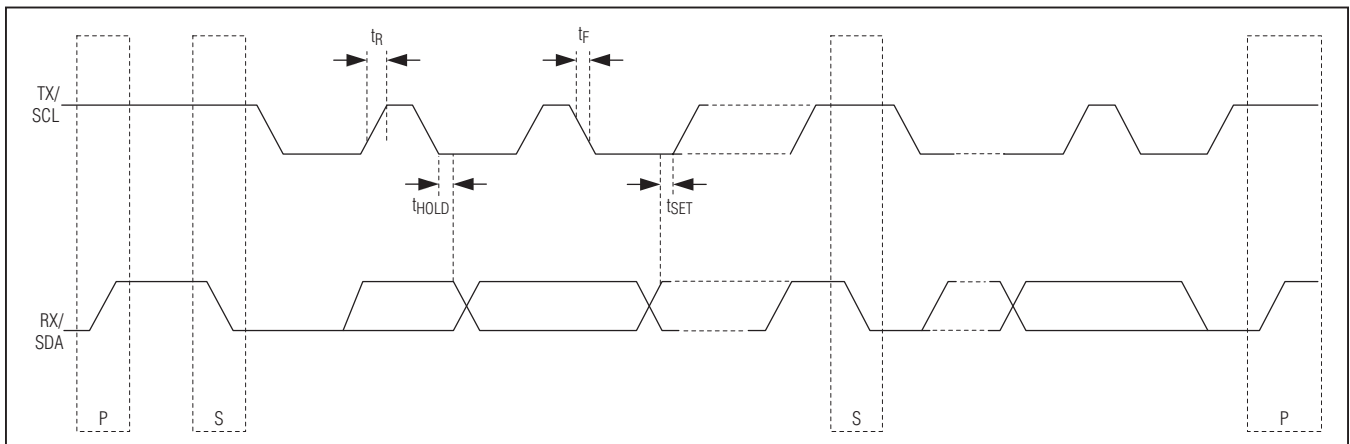 tR
tF
TX/
SCL
tHOLD
tSET
RX/
SDA
P
S
S
P